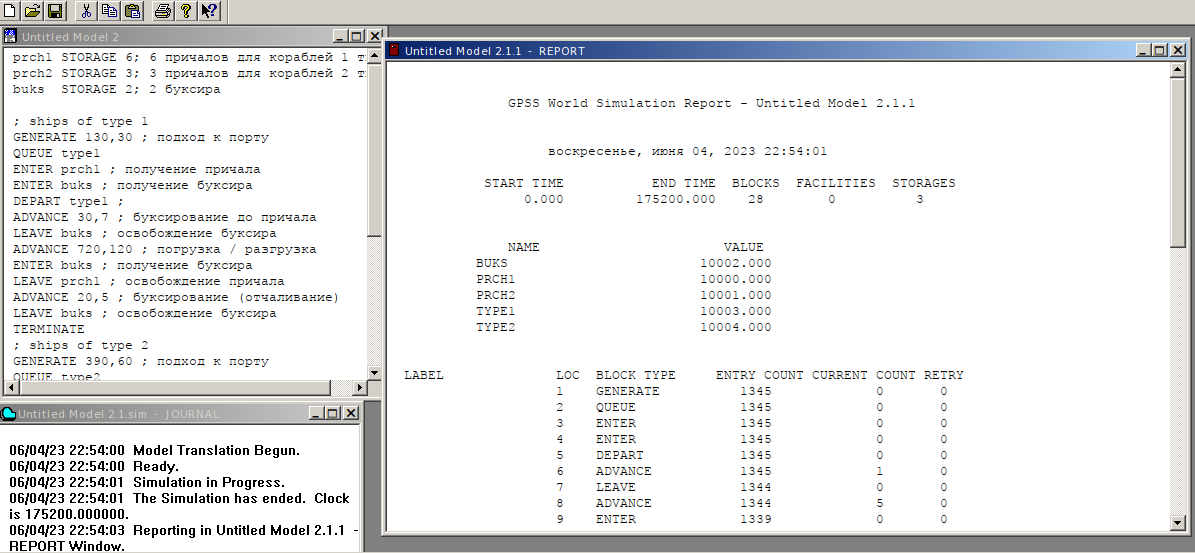 Untitled Model 2
prch1 STORAGE 6; 6 причалов для кораблей 1 т
prch2 STORAGE 3; 3 причалов для кораблей 2 т
buks  STORAGE 2; 2 буксира
; ships of type 1
GENERATE 130,30 ; подход к порту
QUEUE type1
ENTER prch1 ; получение причала
ENTER buks ; получение буксира
DEPART type1 ;
ADVANCE 30,7 ; буксирование до причала
LEAVE buks ; освобождение буксира
ADVANCE 720,120 ; погрузка / разгрузка
ENTER buks ; получение буксира
LEAVE prch1 ; освобождение причала
ADVANCE 20,5 ; буксирование (отчаливание)
LEAVE buks ; освобождение буксира
TERMINATE
; ships of type 2
GENERATE 390,60 ; подход к порту
QUEUE type2
Untitled Model 2.1.sim - JOURNAL
06/04/23 22:54:00 Model Translation Begun.
06/04/23 22:54:00 Ready.
06/04/23 22:54:01 Simulation in Progress.
06/04/23 22:54:01 The Simulation has ended. Clock
is 175200.000000.
06/04/23 22:54:03 Reporting in Untitled Model 2.1.1 -
REPORT Window.
Untitled Model 2.1.1 - REPORT
GPSS World Simulation Report - Untitled Model 2.1.1
воскресенье, июня 04, 2023 22:54:01
START TIME END TIME BLOCKS FACILITIES STORAGES
0.000 175200.000 28 0 3
NAME VALUE
BUKS 10002.000
PRCH1 10000.000
PRCH2 10001.000
TYPE1 10003.000
TYPE2 10004.000
LABEL LOC BLOCK TYPE ENTRY COUNT CURRENT COUNT RETRY
1 GENERATE 1345 0 0
2 QUEUE 1345 0 0
3 ENTER 1345 0 0
4 ENTER 1345 0 0
5 DEPART 1345 0 0
6 ADVANCE 1345 1 0
7 LEAVE 1344 0 0
8 ADVANCE 1344 5 0
9 ENTER 1339 0 0